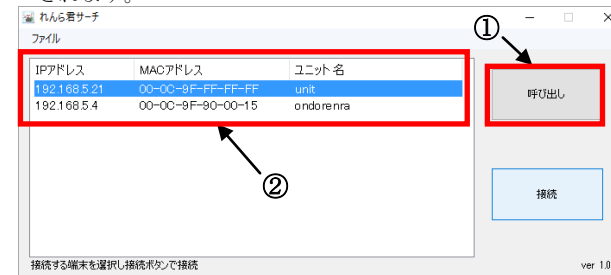 されます。
れんら君サーチ
ファイル
①
IPアドレス MACアドレス ユニット名
192.168.5.21 00-0C-9F-FF-FF-FF unit
192.168.5.4 00-0C-9F-90-00-15 ondorenra
呼び出し
②
接続
接続する端末を選択し接続ボタンで接続
ver 1.0